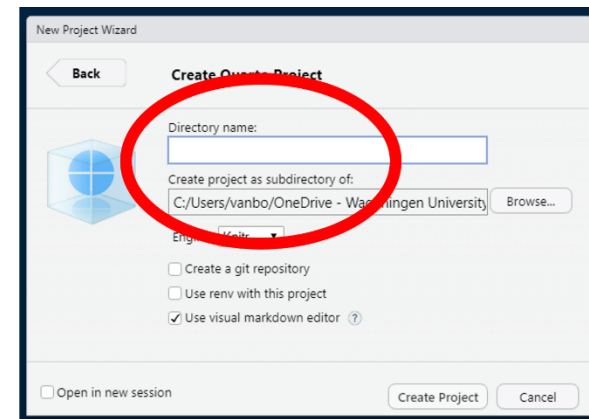 New Project Wizard
Back
Create Quarto Project
Directory name:
Create project as subdirectory of:
C:/Users/vanbo/OneDrive - Wageningen University
Browse...
Engine: Knitr
Create a git repository
Use renv with this project
Use visual markdown editor ?
Open in new session
Create Project
Cancel